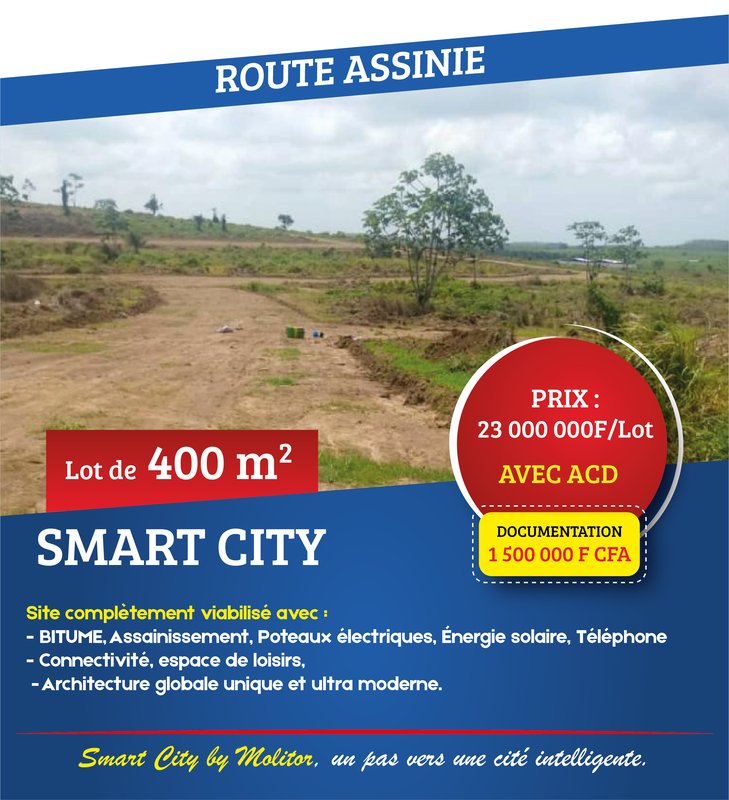 ROUTE ASSINIE
PRIX :
23 000 000F/Lot
AVEC ACD
Lot de 400 m²
DOCUMENTATION
1 500 000 F CFA
SMART CITY
Site complètement viabilisé avec :
- BITUME, Assainissement, Poteaux électriques, Énergie solaire, Téléphone
- Connectivité, espace de loisirs,
- Architecture globale unique et ultra moderne.
Smart City by Molitor, un pas vers une cité intelligente.